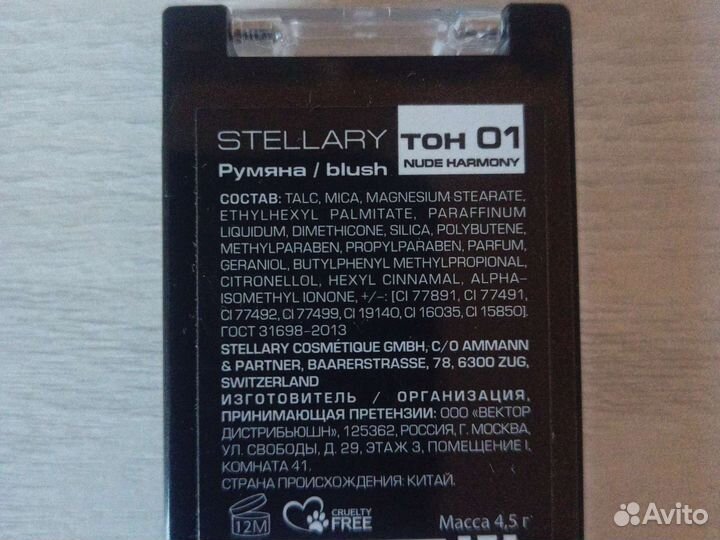 STELLARY
ТОН 01
NUDE HARMONY
Румяна / blush
СОСТАВ: TALC, MICA, MAGNESIUM STEARATE,
ETHYLHEXYL PALMITATE, PARAFFINUM
LIQUIDUM, DIMETHICONE, SILICA, POLYBUTENE,
METHYLPARABEN, PROPYLPARABEN, PARFUM,
GERANIOL, BUTYLPHENYL METHYLPROPIONAL,
CITRONELLOL, HEXYL CINNAMAL, ALPHA-
ISOMETHYL IONONE, +/–: [CI 77891, CI 77491,
CI 77492, CI 77499, CI 19140, CI 16035, CI 15850].
ГОСТ 31698-2013
STELLARY COSMÉTIQUE GMBH, C/O AMMANN
& PARTNER, BAARERSTRASSE, 78, 6300 ZUG,
SWITZERLAND
ИЗГОТОВИТЕЛЬ / ОРГАНИЗАЦИЯ,
ПРИНИМАЮЩАЯ ПРЕТЕНЗИИ: ООО «ВЕКТОР
ДИСТРИБЬЮШН», 125362, РОССИЯ, Г. МОСКВА,
УЛ. СВОБОДЫ, Д. 29, ЭТАЖ 3, ПОМЕЩЕНИЕ I,
КОМНАТА 41.
СТРАНА ПРОИСХОЖДЕНИЯ: КИТАЙ.
12M
CRUELTY
FREE
Масса 4,5 г
Avito